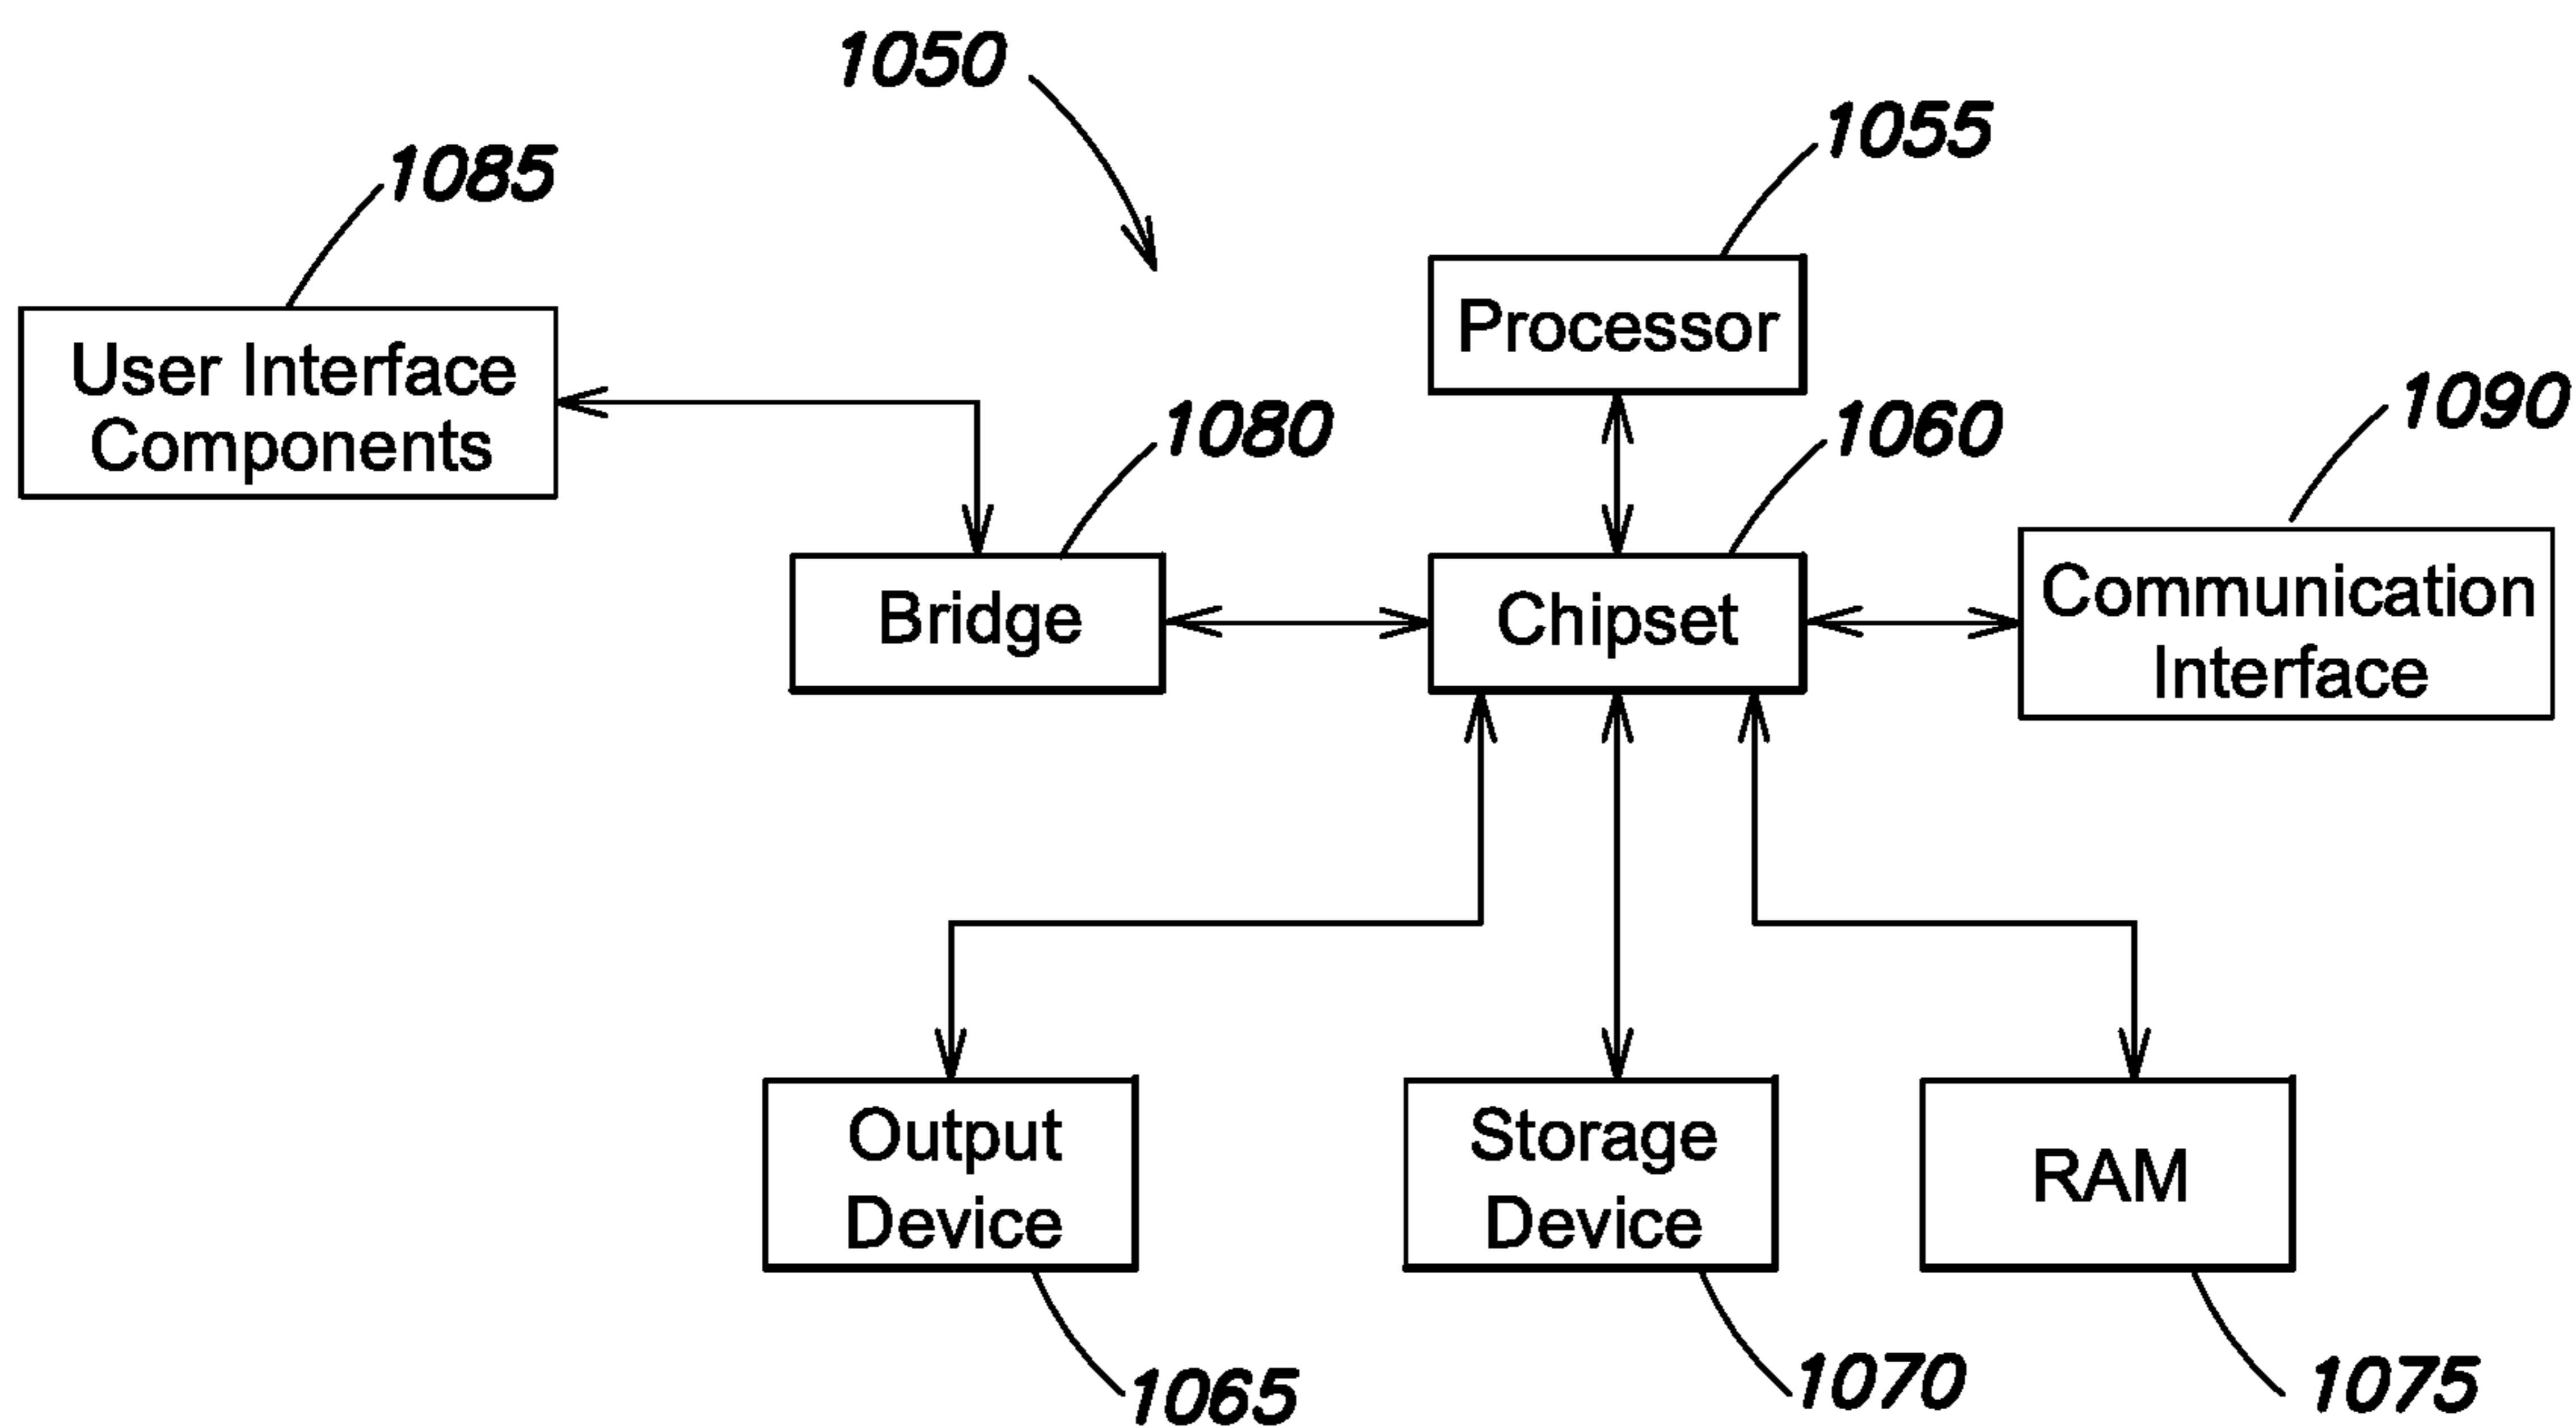 1050
1055
1085
Processor
User Interface
Components
1080
1060
1090
Bridge
Chipset
Communication
Interface
Output
Device
Storage
Device
RAM
1065
1070
1075